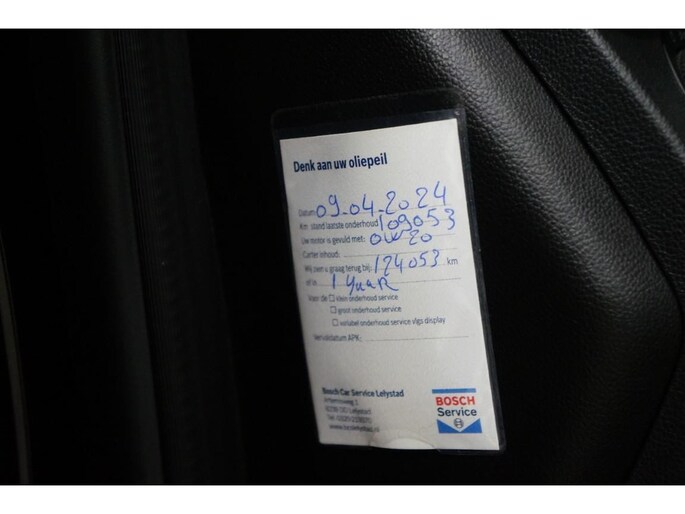 Denk aan uw oliepeil
Datum 09-04-2024
Km. stand laatste onderhoud 109053
Uw motor is gevuld met: 0W20
Carter inhoud:
Wij zien u graag terug bij: 124053 km
of in 1 Jaar
Voor de klein onderhoud service
groot onderhoud service
variabel onderhoud service vlgs display
Vervaldatum APK:
Bosch Car Service Lelystad
Lelystad
BOSCH
Service